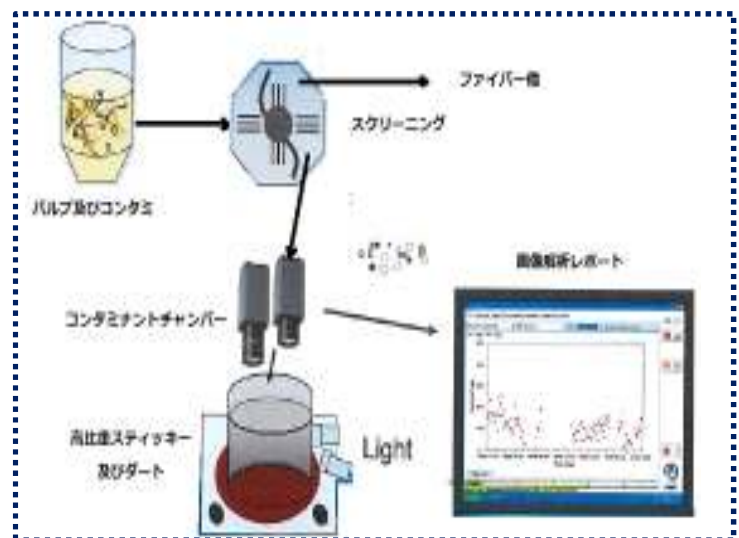 ファイバー他
スクリーニング
パルプ及びコンタミ
画像解析レポート
コンタミナントチャンバー
高比重スティッキー
及びダート
Light